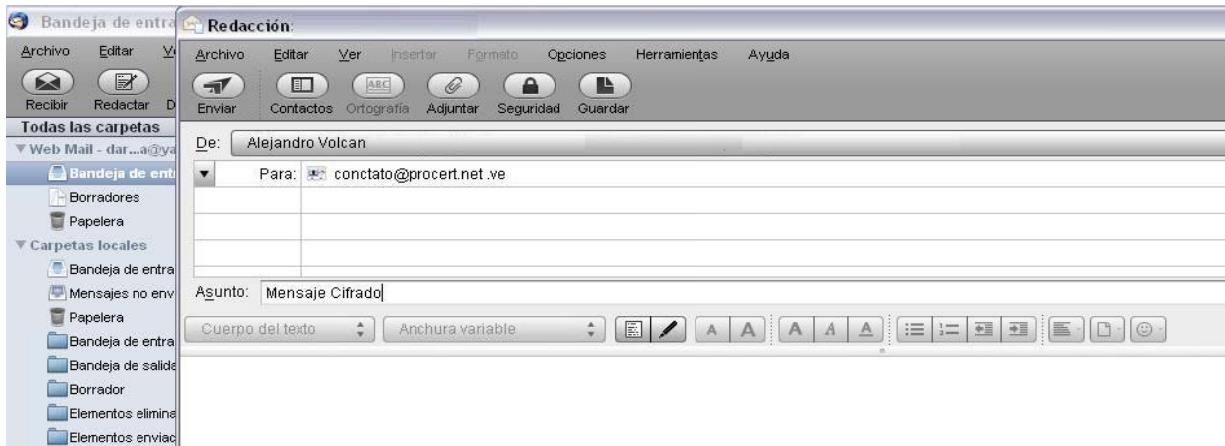 Bandeja de entra
Archivo Editar V
Recibir Redactar D
Todas las carpetas
Web Mail - dar...a@ya
Bandeja de ent
Borradores
Papelera
Carpetas locales
Bandeja de entra
Mensajes no env
Papelera
Bandeja de entra
Bandeja de salida
Borrador
Elementos elimina
Elementos enviac
Redacción:
Archivo Editar Ver Insertar Formato Opciones Herramientas Ayuda
ABC
Enviar Contactos Ortografía Adjuntar Seguridad Guardar
De: Alejandro Volcan
Para: conctato@procert.net .ve
Asunto: Mensaje Cifrado
Cuerpo del texto Anchura variable A A A A A